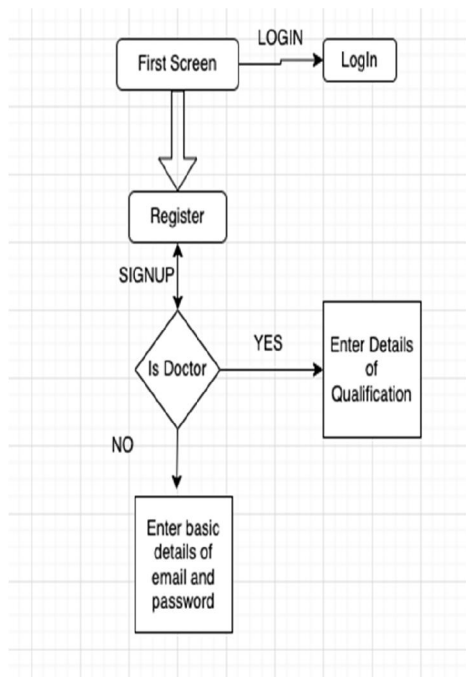 LOGIN
First Screen
LogIn
Register
SIGNUP
Is Doctor
YES
Enter Details
of
Qualification
NO
Enter basic
details of
email and
password